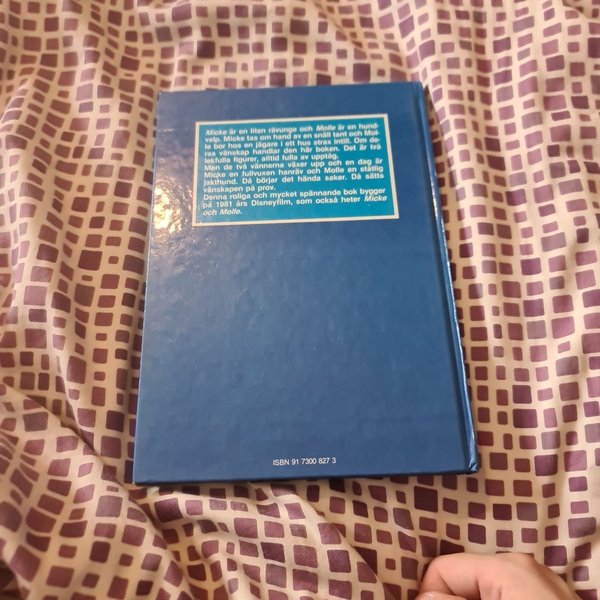 Micke är en liten rävunge och Molle är en hund-
valp. Micke tas om hand av en snäll tant och Mol-
le bor hos en jägare i ett hus strax intill. Om de-
ras vänskap handlar den här boken. Det är två
lekfulla figurer, alltid fulla av upptåg.
Men de två vännerna växer upp och en dag är
Micke en fullvuxen hanräv och Molle en ståtlig
jakthund. Då börjar det hända saker. Då sätts
vänskapen på prov.
Denna roliga och mycket spännande bok bygger
på 1981 års Disneyfilm, som också heter Micke
och Molle.
ISBN 91 7300 827 3